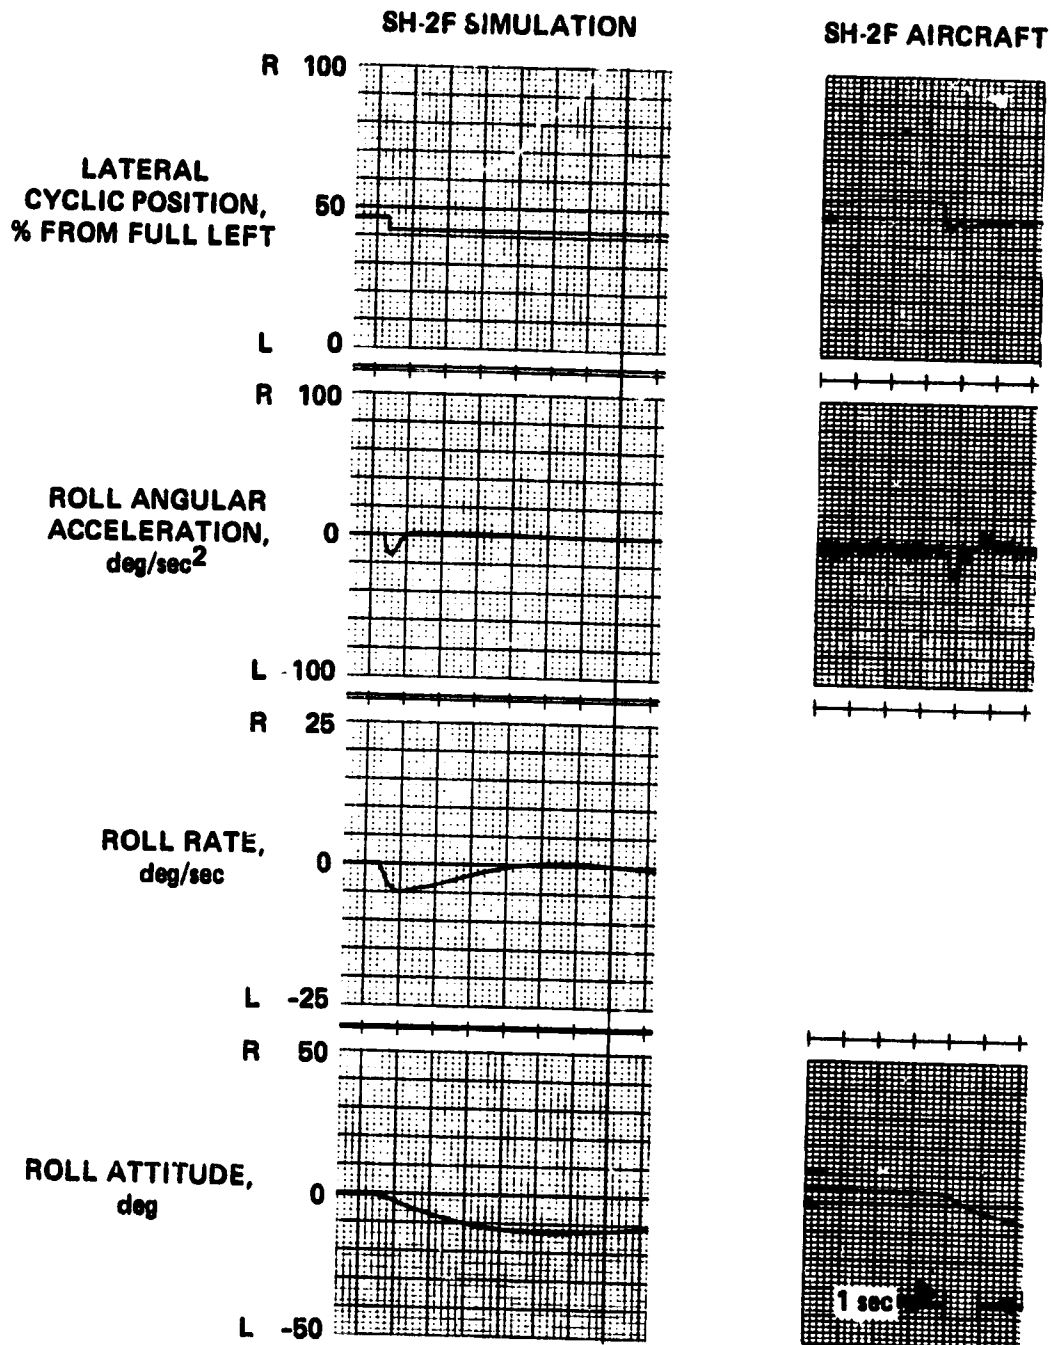 SH-2F SIMULATION
SH-2F AIRCRAFT
R 100
LATERAL
CYCLIC POSITION,
% FROM FULL LEFT
50
L 0
R 100
ROLL ANGULAR
ACCELERATION,
deg/sec2
0
L -100
R 25
ROLL RATE,
deg/sec
0
L -25
R 50
ROLL ATTITUDE,
deg
0
L -50
1 sec